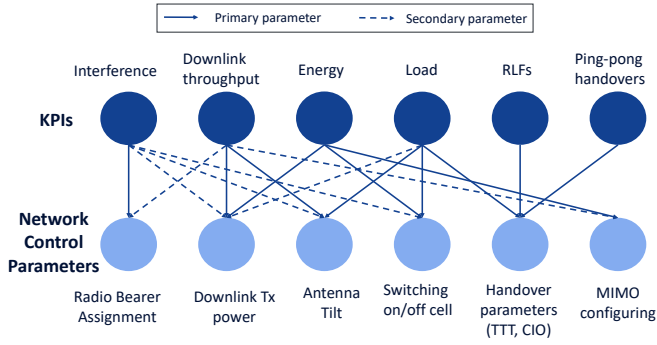 Primary parameter
Secondary parameter
Interference
Downlink
throughput
Energy
Load
RLFs
Ping-pong
handovers
KPIs
Network
Control
Parameters
Radio Bearer
Assignment
Downlink Tx
power
Antenna
Tilt
Switching
on/off cell
Handover
parameters
(TTT, CIO)
MIMO
configuring